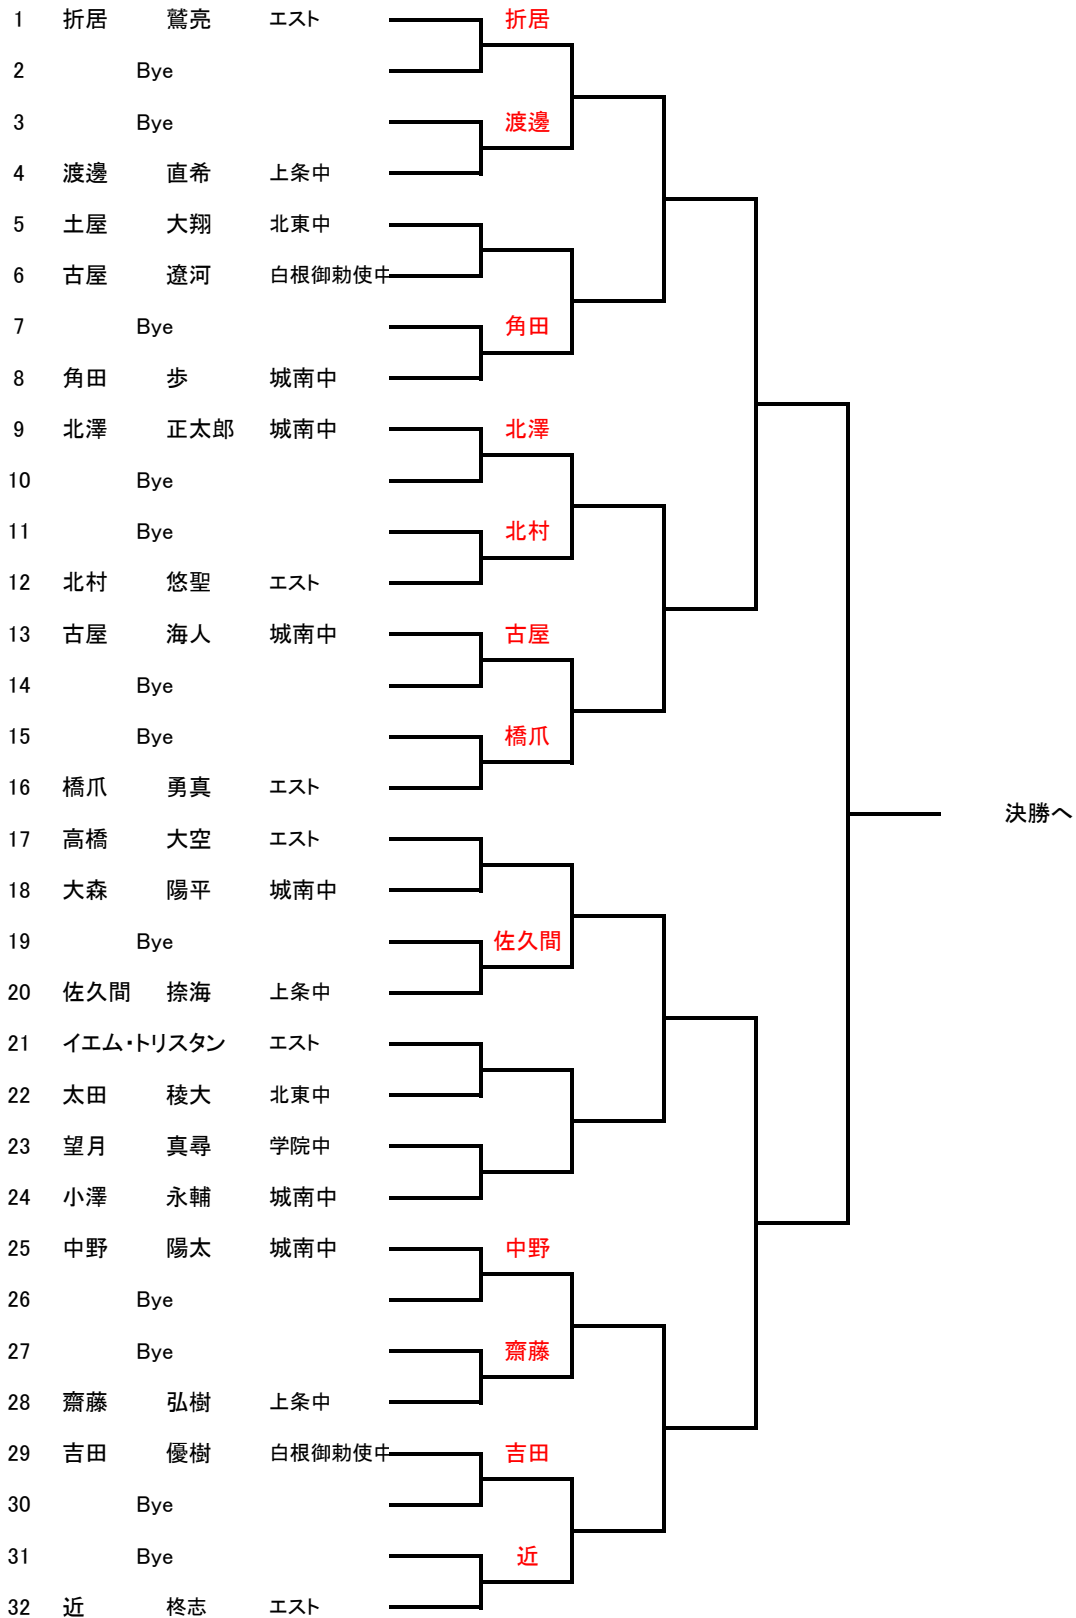 1 折居 鷲亮 エスト 折居
2 Bye
3 Bye 渡邊
4 渡邊 直希 上条中
5 土屋 大翔 北東中
6 古屋 遼河 白根御勅使中
7 Bye 角田
8 角田 歩 城南中
9 北澤 正太郎 城南中 北澤
10 Bye
11 Bye 北村
12 北村 悠聖 エスト
13 古屋 海人 城南中 古屋
14 Bye
15 Bye 橋爪
16 橋爪 勇真 エスト
決勝へ
17 高橋 大空 エスト
18 大森 陽平 城南中
19 Bye 佐久間
20 佐久間 捺海 上条中
21 イエム・トリスタン エスト
22 太田 稜大 北東中
23 望月 真尋 学院中
24 小澤 永輔 城南中
25 中野 陽太 城南中 中野
26 Bye
27 Bye 齋藤
28 齋藤 弘樹 上条中
29 吉田 優樹 白根御勅使中 吉田
30 Bye
31 Bye 近
32 近 柊志 エスト